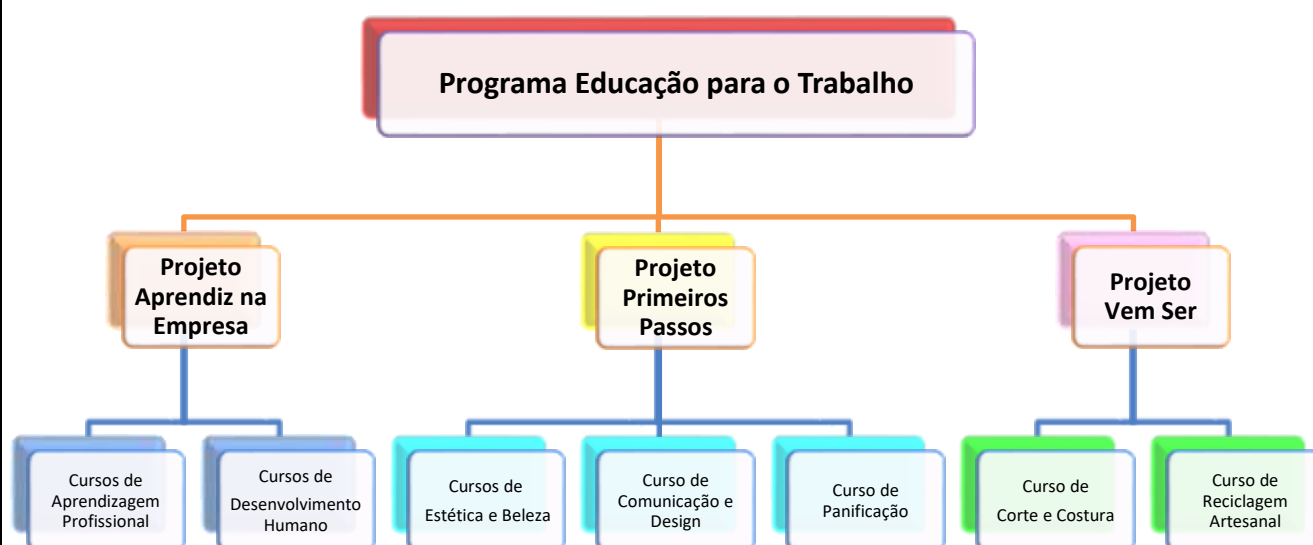 Programa Educação para o Trabalho
Projeto
Aprendiz na
Empresa
Projeto
Primeiros
Passos
Projeto
Vem Ser
Cursos de
Aprendizagem
Profissional
Cursos de
Desenvolvimento
Humano
Cursos de
Estética e Beleza
Curso de
Comunicação e
Design
Curso de
Panificação
Curso de
Corte e Costura
Curso de
Reciclagem
Artesanal